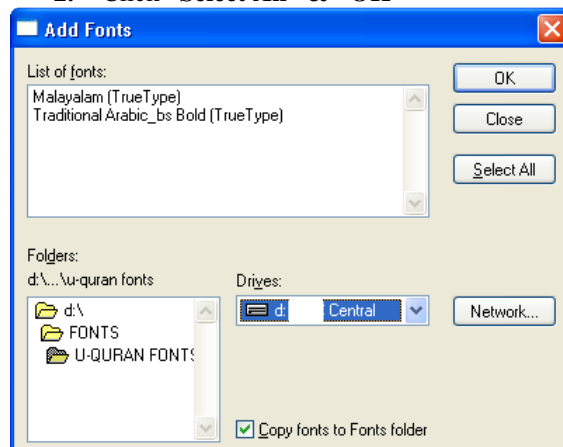 Add Fonts
List of fonts:
Malayalam (TrueType)
Traditional Arabic_bs Bold (TrueType)
OK
Close
Select All
Folders:
d:\...\u-quran fonts
d:\
FONTS
U-QURAN FONTS
Drives:
d: Central
Network...
Copy fonts to Fonts folder